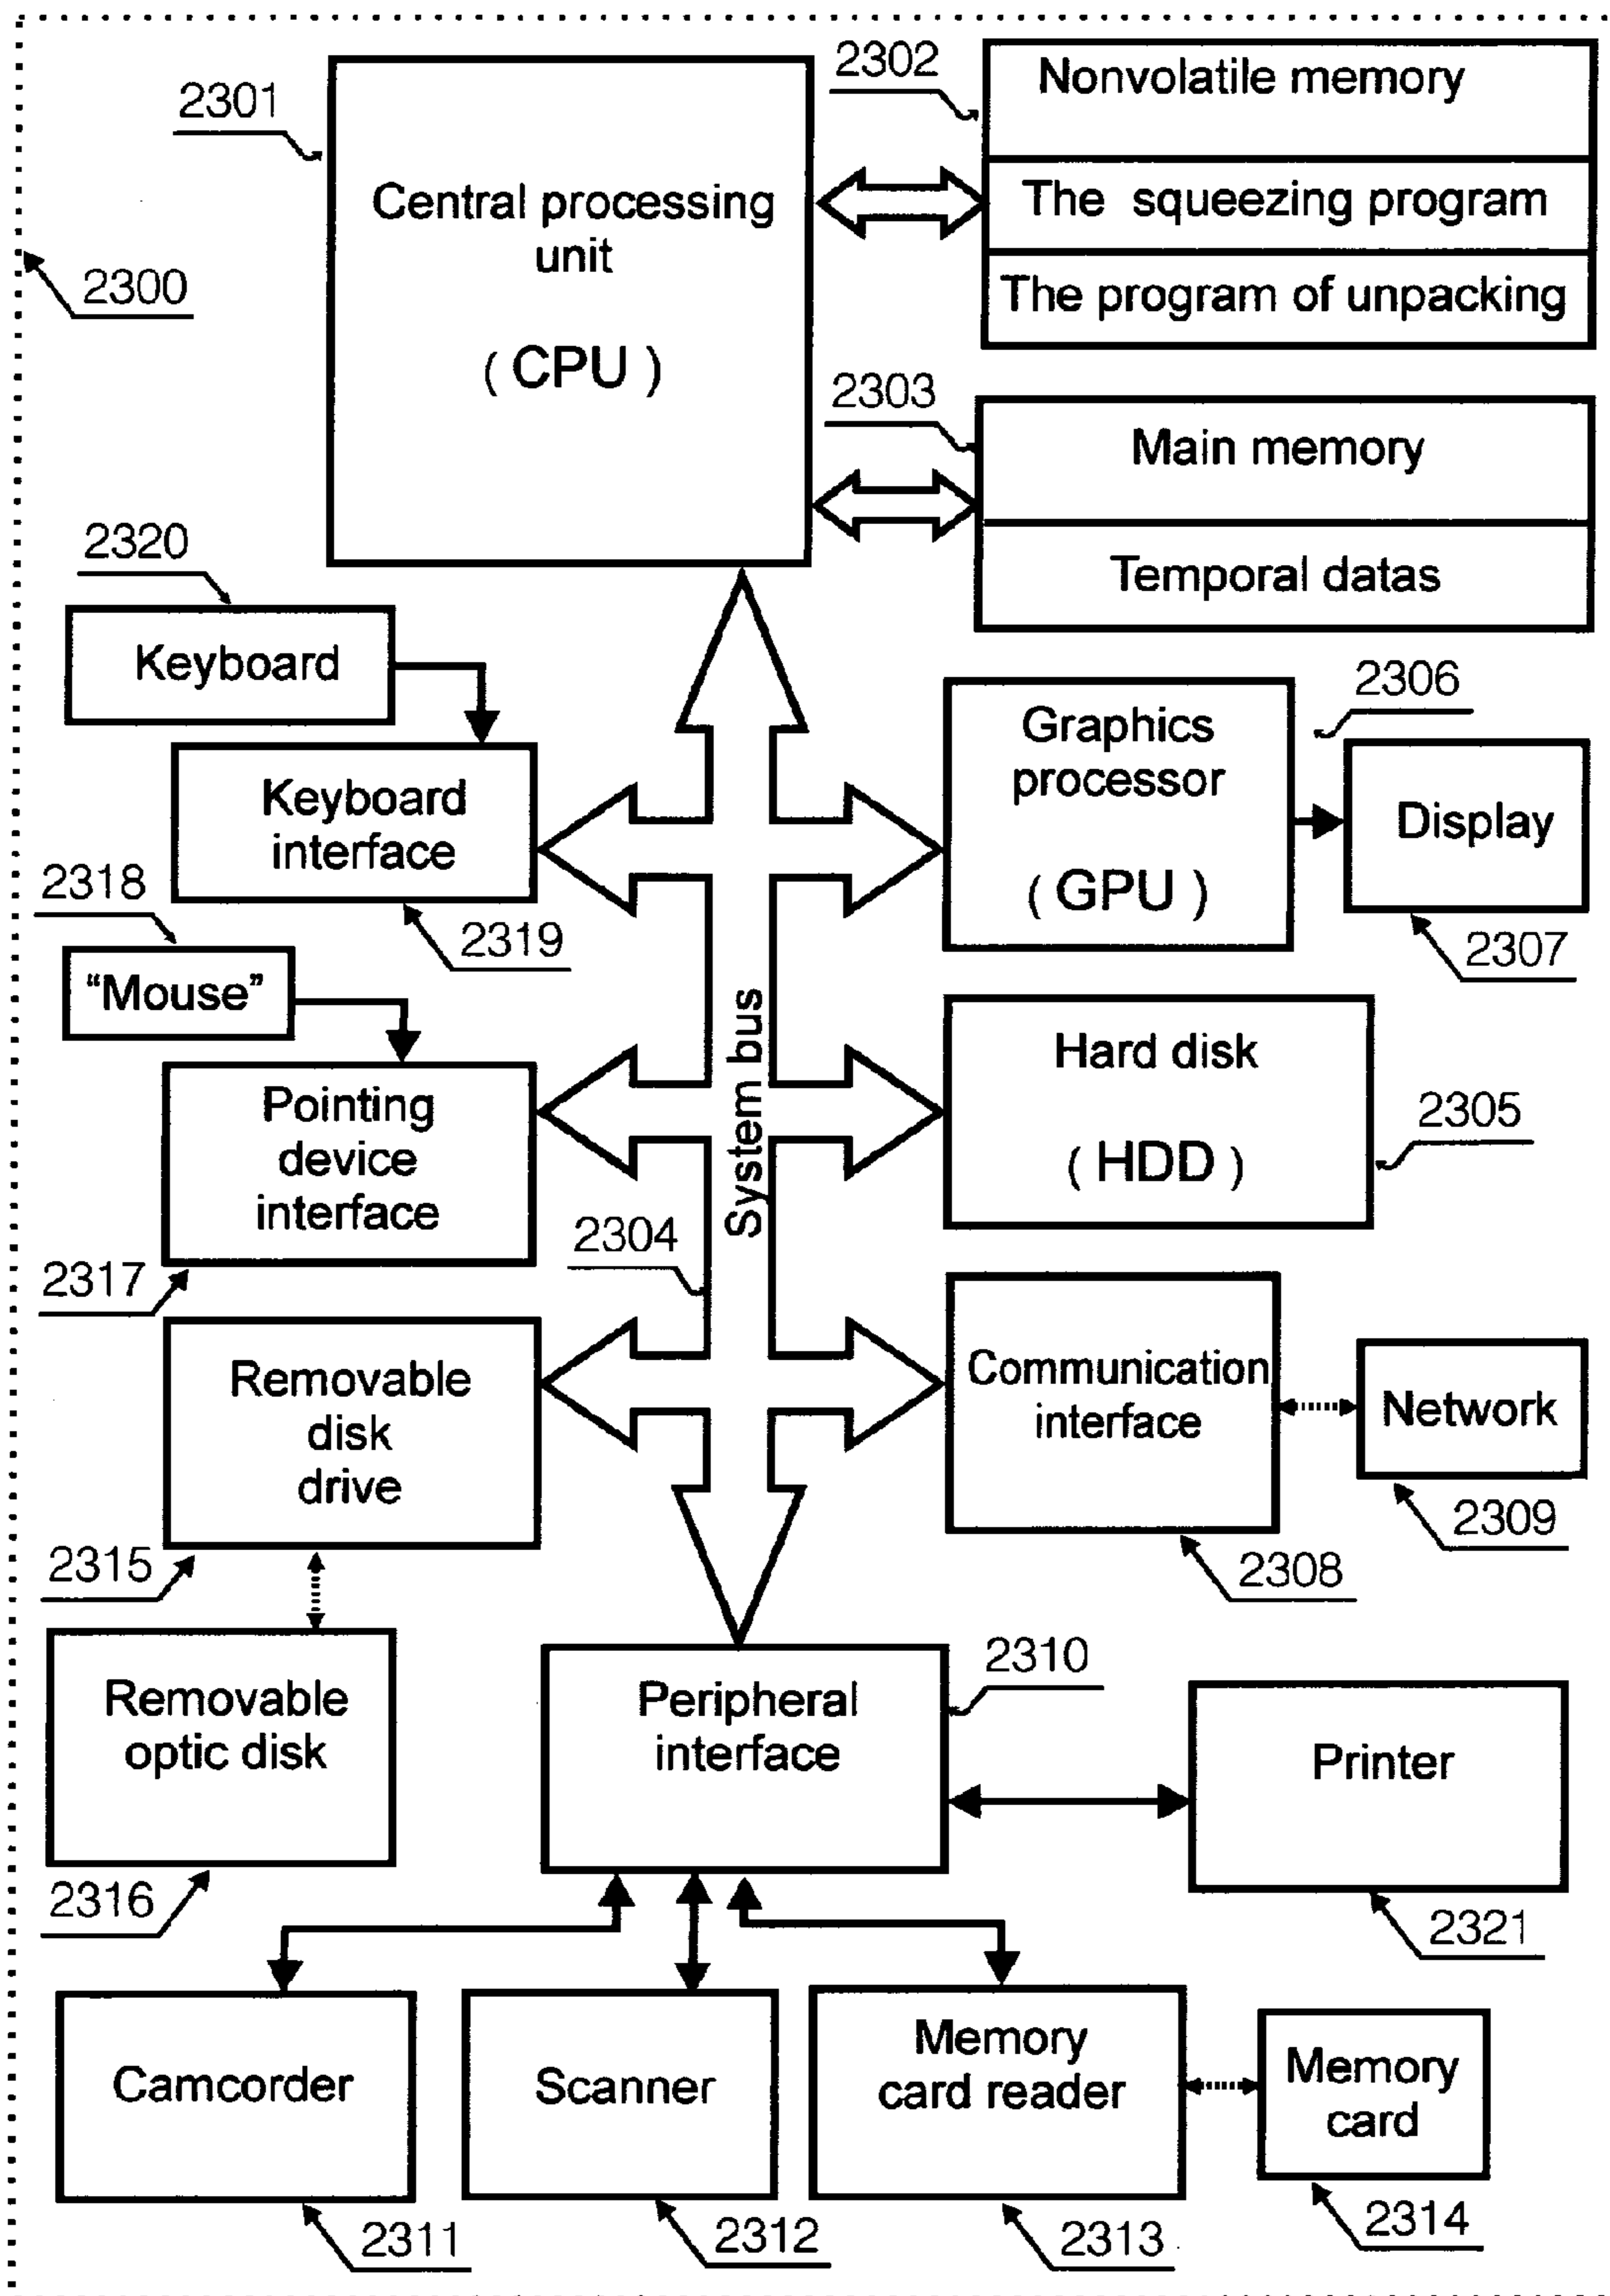 2301
Central processing
unit
( CPU )
2302
Nonvolatile memory
The squeezing program
The program of unpacking
2300
2303
Main memory
Temporal datas
2320
Keyboard
Keyboard
interface
2319
2306
Graphics
processor
( GPU )
Display
2307
2318
“Mouse”
Pointing
device
interface
2317
System bus
2304
Hard disk
( HDD )
2305
Removable
disk
drive
2315
Communication
interface
2308
Network
2309
Removable
optic disk
2316
Peripheral
interface
2310
Printer
2321
Camcorder
2311
Scanner
2312
Memory
card reader
2313
Memory
card
2314